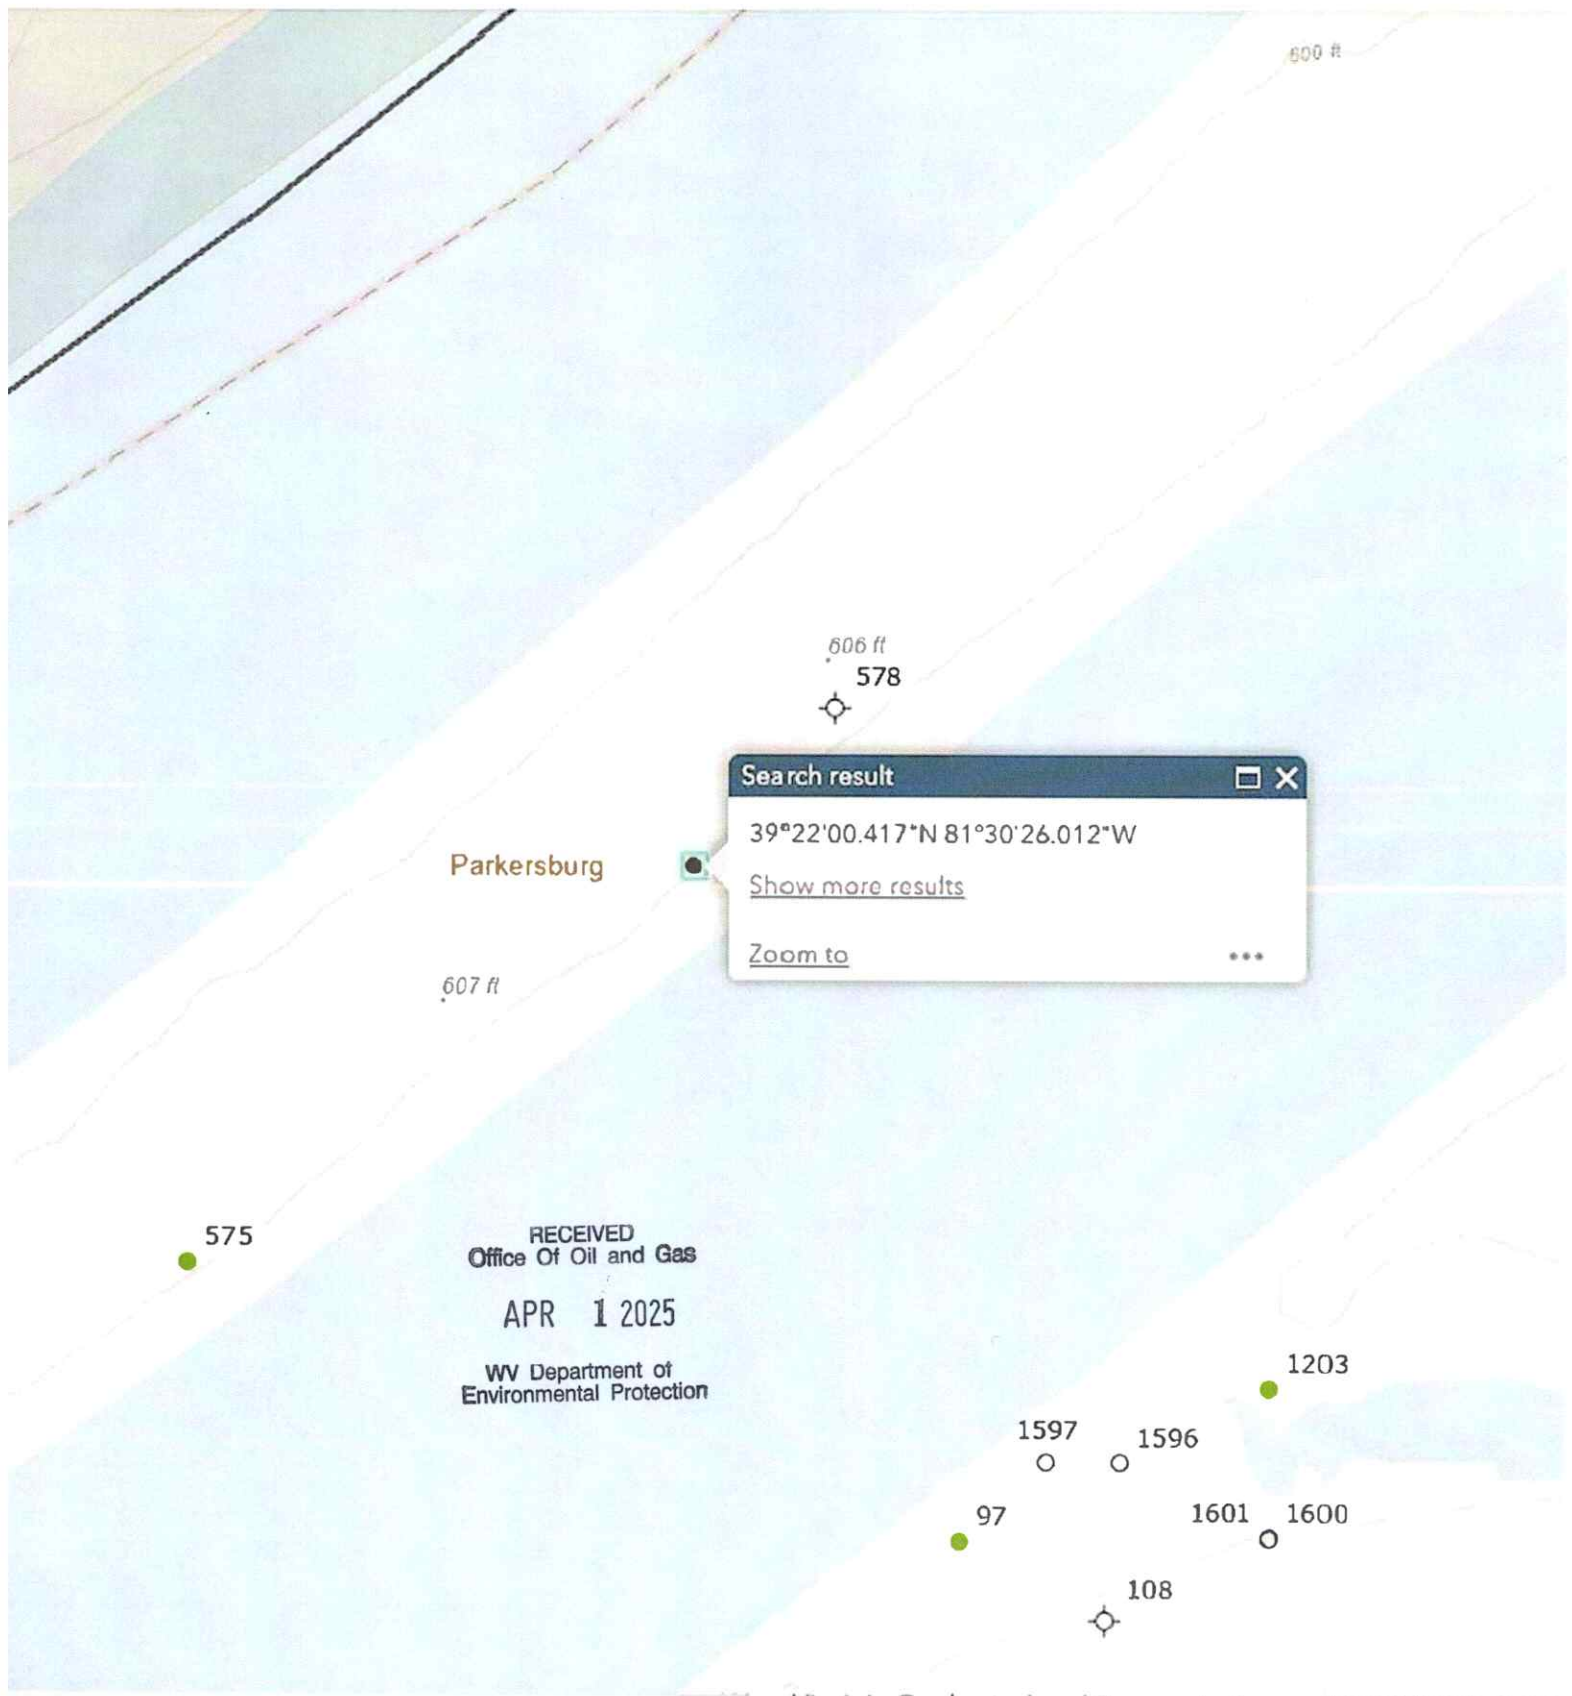 600 ft
606 ft
578
Search result
39°22'00.417"N 81°30'26.012"W
Parkersburg
Show more results
Zoom to
607 ft
575
RECEIVED
Office Of Oil and Gas
APR 1 2025
WV Department of
Environmental Protection
1203
1597
1596
97
1601
1600
108